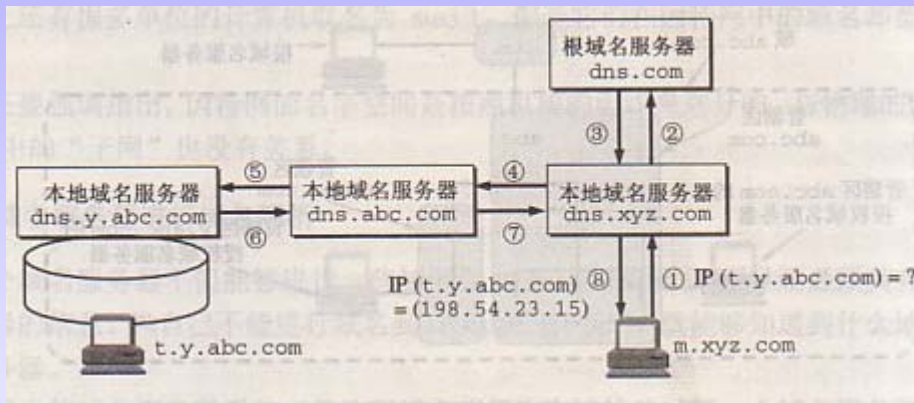 根域名服务器
dns.com
③
②
本地域名服务器
dns.y.abc.com
⑤
⑥
本地域名服务器
dns.abc.com
④
⑦
本地域名服务器
dns.xyz.com
IP(t.y.abc.com)
=(198.54.23.15)
⑧
① IP(t.y.abc.com)=?
t.y.abc.com
m.xyz.com